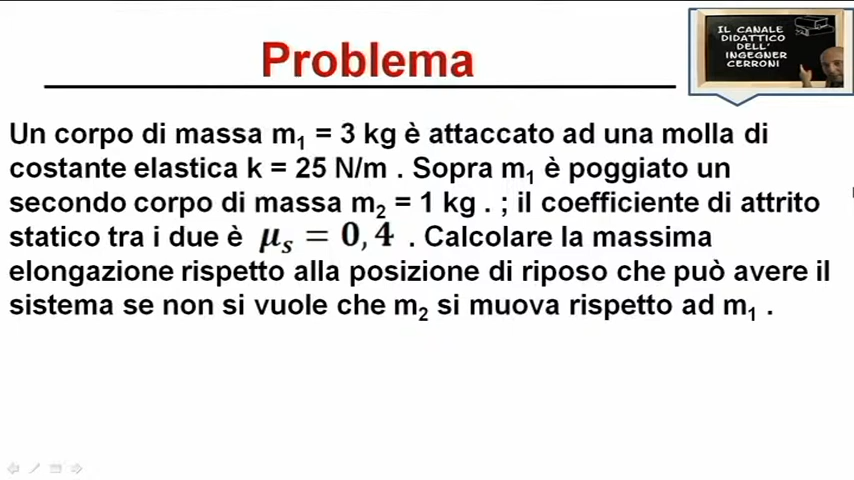 Problema
IL CANALE
DIDATTICO
DELL'
INGEGNER
CERRONI
Un corpo di massa m₁ = 3 kg è attaccato ad una molla di
costante elastica k = 25 N/m . Sopra m₁ è poggiato un
secondo corpo di massa m₂ = 1 kg . ; il coefficiente di attrito
statico tra i due è μₛ = 0,4 . Calcolare la massima
elongazione rispetto alla posizione di riposo che può avere il
sistema se non si vuole che m₂ si muova rispetto ad m₁ .